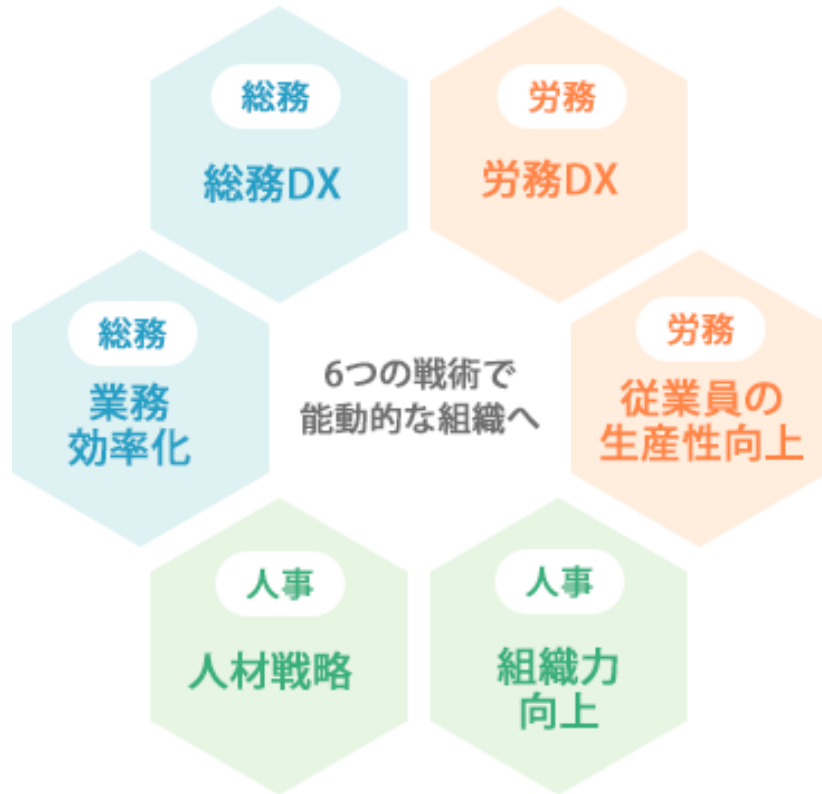 総務
総務DX
労務
労務DX
総務
業務
効率化
6つの戦術で
能動的な組織へ
労務
従業員の
生産性向上
人事
人材戦略
人事
組織力
向上